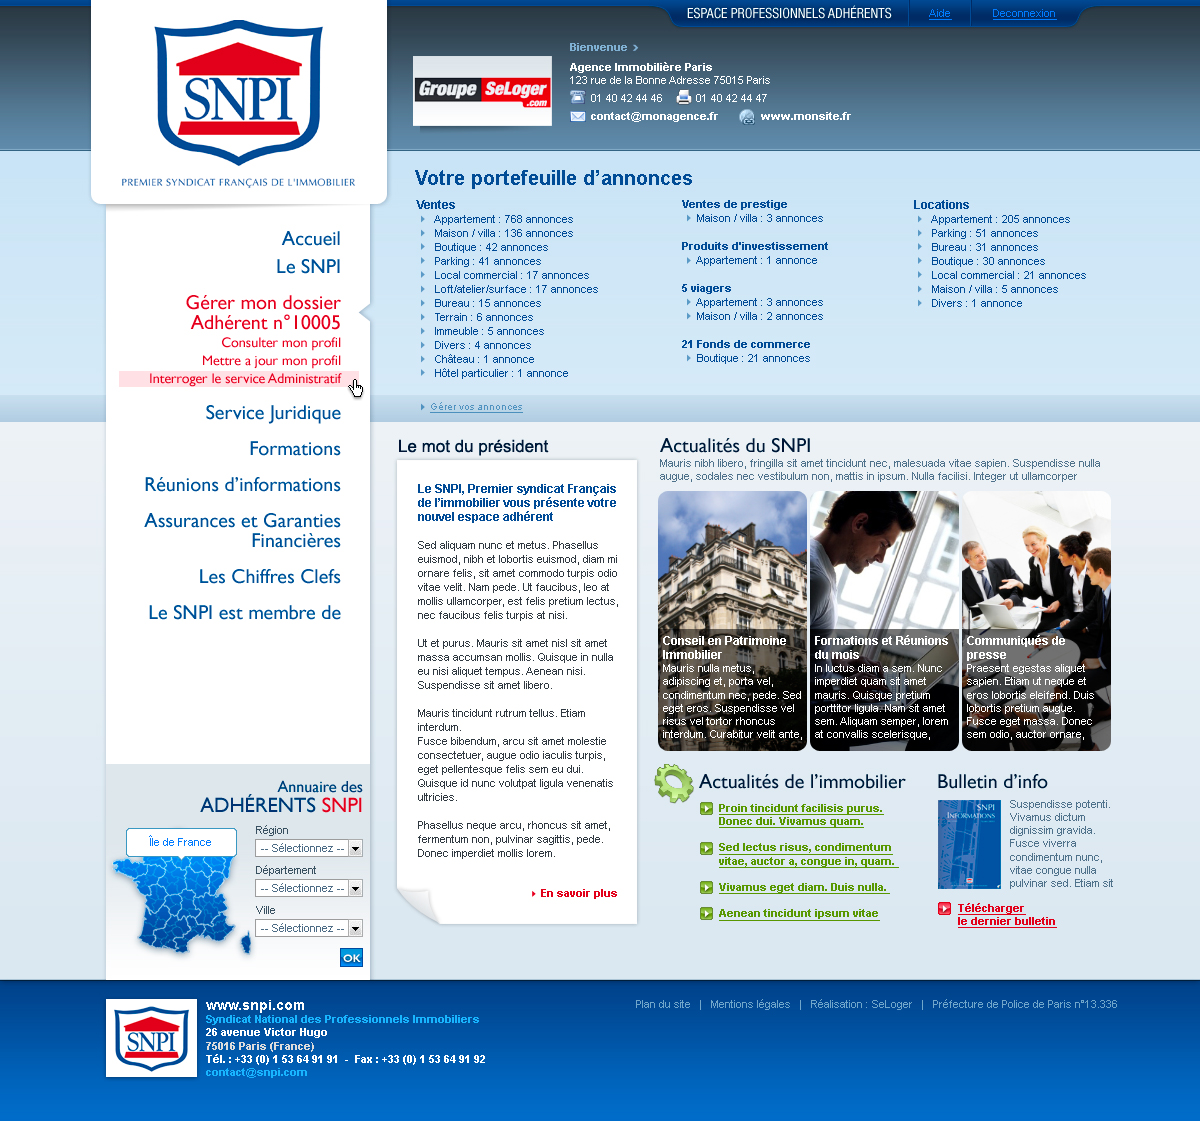 ESPACE PROFESSIONNELS ADHÉRENTS
Aide
Deconnexion
SNPI
PREMIER SYNDICAT FRANÇAIS DE L'IMMOBILIER
Groupe SeLoger
.com
Bienvenue
Agence Immobilière Paris
123 rue de la Bonne Adresse 75015 Paris
01 40 42 44 46
01 40 42 44 47
contact@monagence.fr
www.monsite.fr
Accueil
Le SNPI
Gérer mon dossier
Adhérent n°10005
Consulter mon profil
Mettre a jour mon profil
Interroger le service Administratif
Service Juridique
Formations
Réunions d'informations
Assurances et Garanties
Financières
Les Chiffres Clefs
Le SNPI est membre de
Votre portefeuille d'annonces
Ventes
Appartement : 768 annonces
Maison / villa : 136 annonces
Boutique : 42 annonces
Parking : 41 annonces
Local commercial : 17 annonces
Loft/atelier/surface : 17 annonces
Bureau : 15 annonces
Terrain : 6 annonces
Immeuble : 5 annonces
Divers : 4 annonces
Château : 1 annonce
Hôtel particulier : 1 annonce
Ventes de prestige
Maison / villa : 3 annonces
Produits d'investissement
Appartement : 1 annonce
5 viagers
Appartement : 3 annonces
Maison / villa : 2 annonces
21 Fonds de commerce
Boutique : 21 annonces
Locations
Appartement : 205 annonces
Parking : 51 annonces
Bureau : 31 annonces
Boutique : 30 annonces
Local commercial : 21 annonces
Maison / villa : 5 annonces
Divers : 1 annonce
Gérer vos annonces
Le mot du président
Le SNPI, Premier syndicat Français
de l'immobilier vous présente votre
nouvel espace adhérent
Sed aliquam nunc et metus. Phasellus
euismod, nibh et lobortis euismod, diam mi
ornare felis, sit amet commodo turpis odio
vitae velit. Nam pede. Ut faucibus, leo at
mollis ullamcorper, est felis pretium lectus,
nec faucibus felis turpis at nisi.
Ut et purus. Mauris sit amet nisl sit amet
massa accumsan mollis. Quisque in nulla
eu nisi aliquet tempus. Aenean nisi.
Suspendisse sit amet libero.
Mauris tincidunt rutrum tellus. Etiam
interdum.
Fusce bibendum, arcu sit amet molestie
consectetuer, augue odio iaculis turpis,
eget pellentesque felis sem eu dui.
Quisque id nunc volutpat ligula venenatis
ultricies.
Phasellus neque arcu, rhoncus sit amet,
fermentum non, pulvinar sagittis, pede.
Donec imperdiet mollis lorem.
En savoir plus
Actualités du SNPI
Mauris nibh libero, fringilla sit amet tincidunt nec, malesuada vitae sapien. Suspendisse nulla
augue, sodales nec vestibulum non, mattis in ipsum. Nulla facilisi. Integer ut ullamcorper
Conseil en Patrimoine
Immobilier
Mauris nulla metus,
adipiscing et, porta vel,
condimentum nec, pede. Sed
eget eros. Suspendisse vel
risus vel tortor rhoncus
interdum. Curabitur velit ante,
Formations et Réunions
du mois
In luctus diam a sem. Nunc
imperdiet quam sit amet
mauris. Quisque pretium
porttitor ligula. Nam sit amet
sem. Aliquam semper, lorem
at convallis scelerisque,
Communiqués de
presse
Praesent egestas aliquet
sapien. Etiam ut neque et
eros lobortis eleifend. Duis
lobortis pretium augue.
Fusce eget massa. Donec
sem odio, auctor ornare,
Actualités de l'immobilier
Proin tincidunt facilisis purus.
Donec dui. Vivamus quam.
Sed lectus risus, condimentum
vitae, auctor a, congue in, quam.
Vivamus eget diam. Duis nulla.
Aenean tincidunt ipsum vitae
Bulletin d'info
SNPI
INFORMATIONS
Suspendisse potenti.
Vivamus dictum
dignissim gravida.
Fusce viverra
condimentum nunc,
vitae congue nulla
pulvinar sed. Etiam sit
Télécharger
le dernier bulletin
Annuaire des
ADHÉRENTS SNPI
Île de France
Région
-- Sélectionnez --
Département
-- Sélectionnez --
Ville
-- Sélectionnez --
OK
SNPI
www.snpi.com
Syndicat National des Professionnels Immobiliers
26 avenue Victor Hugo
75016 Paris (France)
Tél. : +33 (0) 1 53 64 91 91 - Fax : +33 (0) 1 53 64 91 92
contact@snpi.com
Plan du site | Mentions légales | Réalisation : SeLoger | Préfecture de Police de Paris n°13.336